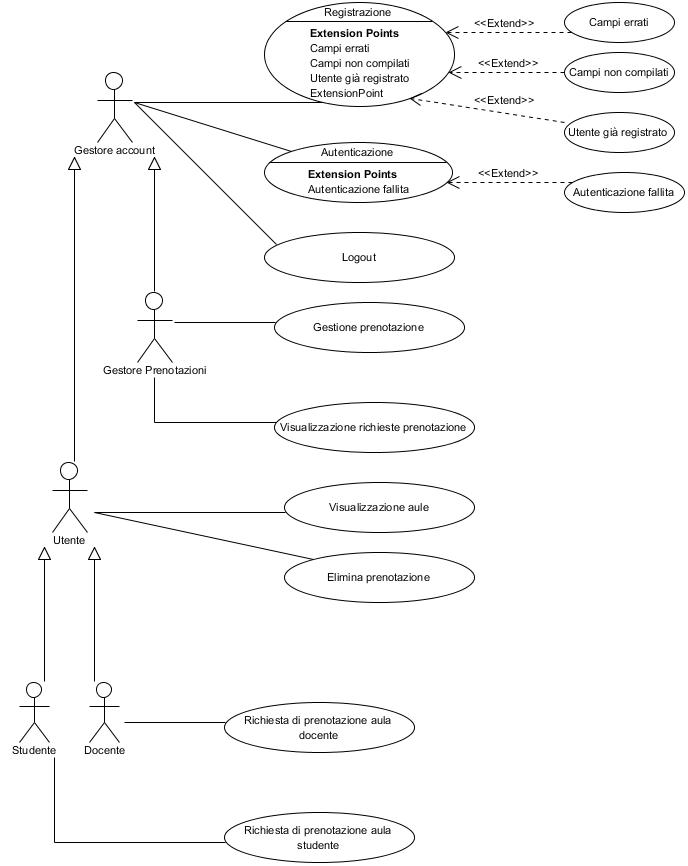 Registrazione
Extension Points
Campi errati
Campi non compilati
Utente già registrato
ExtensionPoint
<<Extend>>
Campi errati
<<Extend>>
Campi non compilati
<<Extend>>
Utente già registrato
Gestore account
Autenticazione
Extension Points
Autenticazione fallita
<<Extend>>
Autenticazione fallita
Logout
Gestione prenotazione
Gestore Prenotazioni
Visualizzazione richieste prenotazione
Visualizzazione aule
Utente
Elimina prenotazione
Richiesta di prenotazione aula
docente
Studente
Docente
Richiesta di prenotazione aula
studente